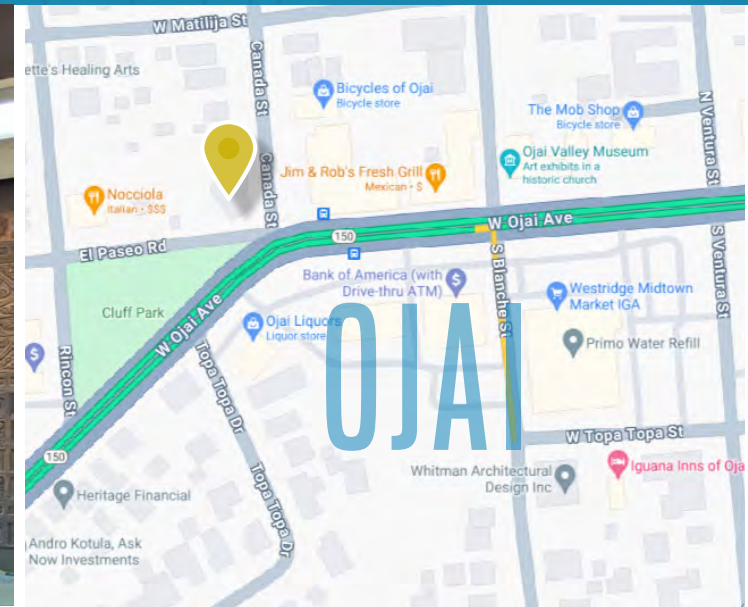 W Matilija St
Canada St
ette's Healing Arts
Bicycles of Ojai
Bicycle store
The Mob Shop
Bicycle store
N Ventura St
Ojai Valley Museum
Art exhibits in a
historic church
Canada St
Jim & Rob's Fresh Grill
Mexican · $
Nocciola
Italian · $$$
W Ojai Ave
150
El Paseo Rd
S Blanche St
S Ventura St
Bank of America (with
Drive-thru ATM)
$
Westridge Midtown
Market IGA
Cluff Park
W Ojai Ave
Ojai Liquors
Liquor store
OJAI
Primo Water Refill
$
Rincon St
Topa Topa Dr
W Topa Topa St
150
Whitman Architectural
Design Inc
Iguana Inns of Oja
Heritage Financial
Topa Topa Dr
Andro Kotula, Ask
Now Investments